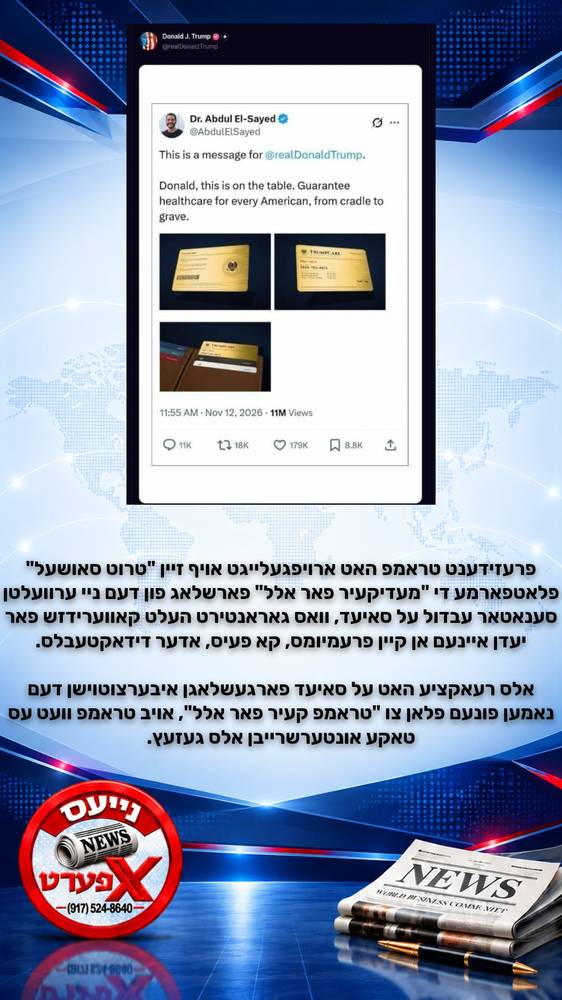 Donald J. Trump
@realDonaldTrump
Dr. Abdul El-Sayed
@AbdulElSayed
This is a message for @realDonaldTrump.
Donald, this is on the table. Guarantee
healthcare for every American, from cradle to
grave.
TRUMPCARE
11:55 AM · Nov 12, 2026 · 11M Views
11K 18K 179K 8.8K
פרעזידענט טראמפ האט ארויפגעלייגט אויף זיין "טרוט סאושעל"
פלאטפארמע די "מעדיקעיר פאר אלל" פארשלאג פון דעם ניי ערוועלטן
סענאטאר עבדול על סאיעד, וואס גאראנטירט העלט קאווערידזש פאר
יעדן איינעם אן קיין פרעמיומס, קא פעיס, אדער דידאקטעבלס.
אלס רעאקציע האט על סאיעד פארגעשלאגן איבערצוטוישן דעם
נאמען פונעם פלאן צו "טראמפ קעיר פאר אלל", אויב טראמפ וועט עס
טאקע אונטערשרייבן אלס געזעץ.
נייעס
NEWS
Xפערט
(917) 524-8640
NEWS